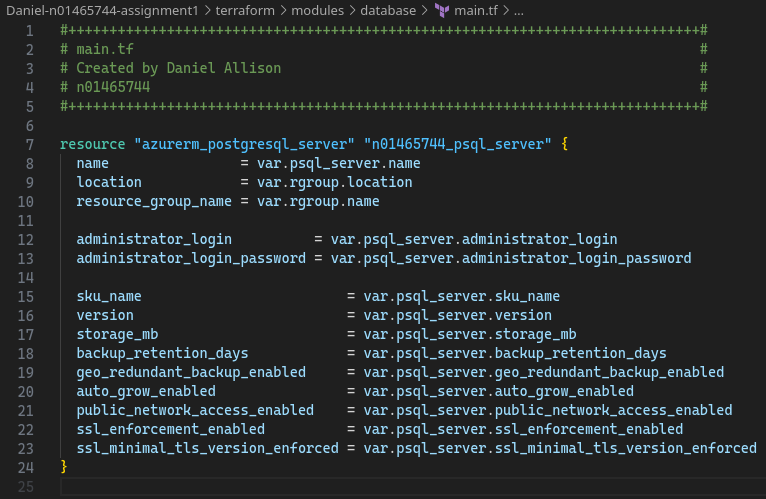 Daniel-n01465744-assignment1 > terraform > modules > database > main.tf > ...
1 #+++++++++++++++++++++++++++++++++++++++++++++++++++++++++++++++++++++++++++++#
2 # main.tf #
3 # Created by Daniel Allison #
4 # n01465744 #
5 #+++++++++++++++++++++++++++++++++++++++++++++++++++++++++++++++++++++++++++++#
6
7 resource "azurerm_postgresql_server" "n01465744_psql_server" {
8 name = var.psql_server.name
9 location = var.rgroup.location
10 resource_group_name = var.rgroup.name
11
12 administrator_login = var.psql_server.administrator_login
13 administrator_login_password = var.psql_server.administrator_login_password
14
15 sku_name = var.psql_server.sku_name
16 version = var.psql_server.version
17 storage_mb = var.psql_server.storage_mb
18 backup_retention_days = var.psql_server.backup_retention_days
19 geo_redundant_backup_enabled = var.psql_server.geo_redundant_backup_enabled
20 auto_grow_enabled = var.psql_server.auto_grow_enabled
21 public_network_access_enabled = var.psql_server.public_network_access_enabled
22 ssl_enforcement_enabled = var.psql_server.ssl_enforcement_enabled
23 ssl_minimal_tls_version_enforced = var.psql_server.ssl_minimal_tls_version_enforced
24 }
25